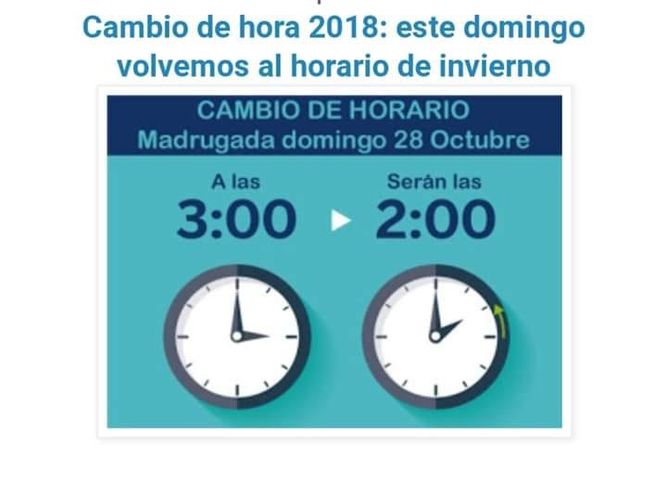 Cambio de hora 2018: este domingo
volvemos al horario de invierno
CAMBIO DE HORARIO
Madrugada domingo 28 Octubre
A las
Serán las
3:00
2:00